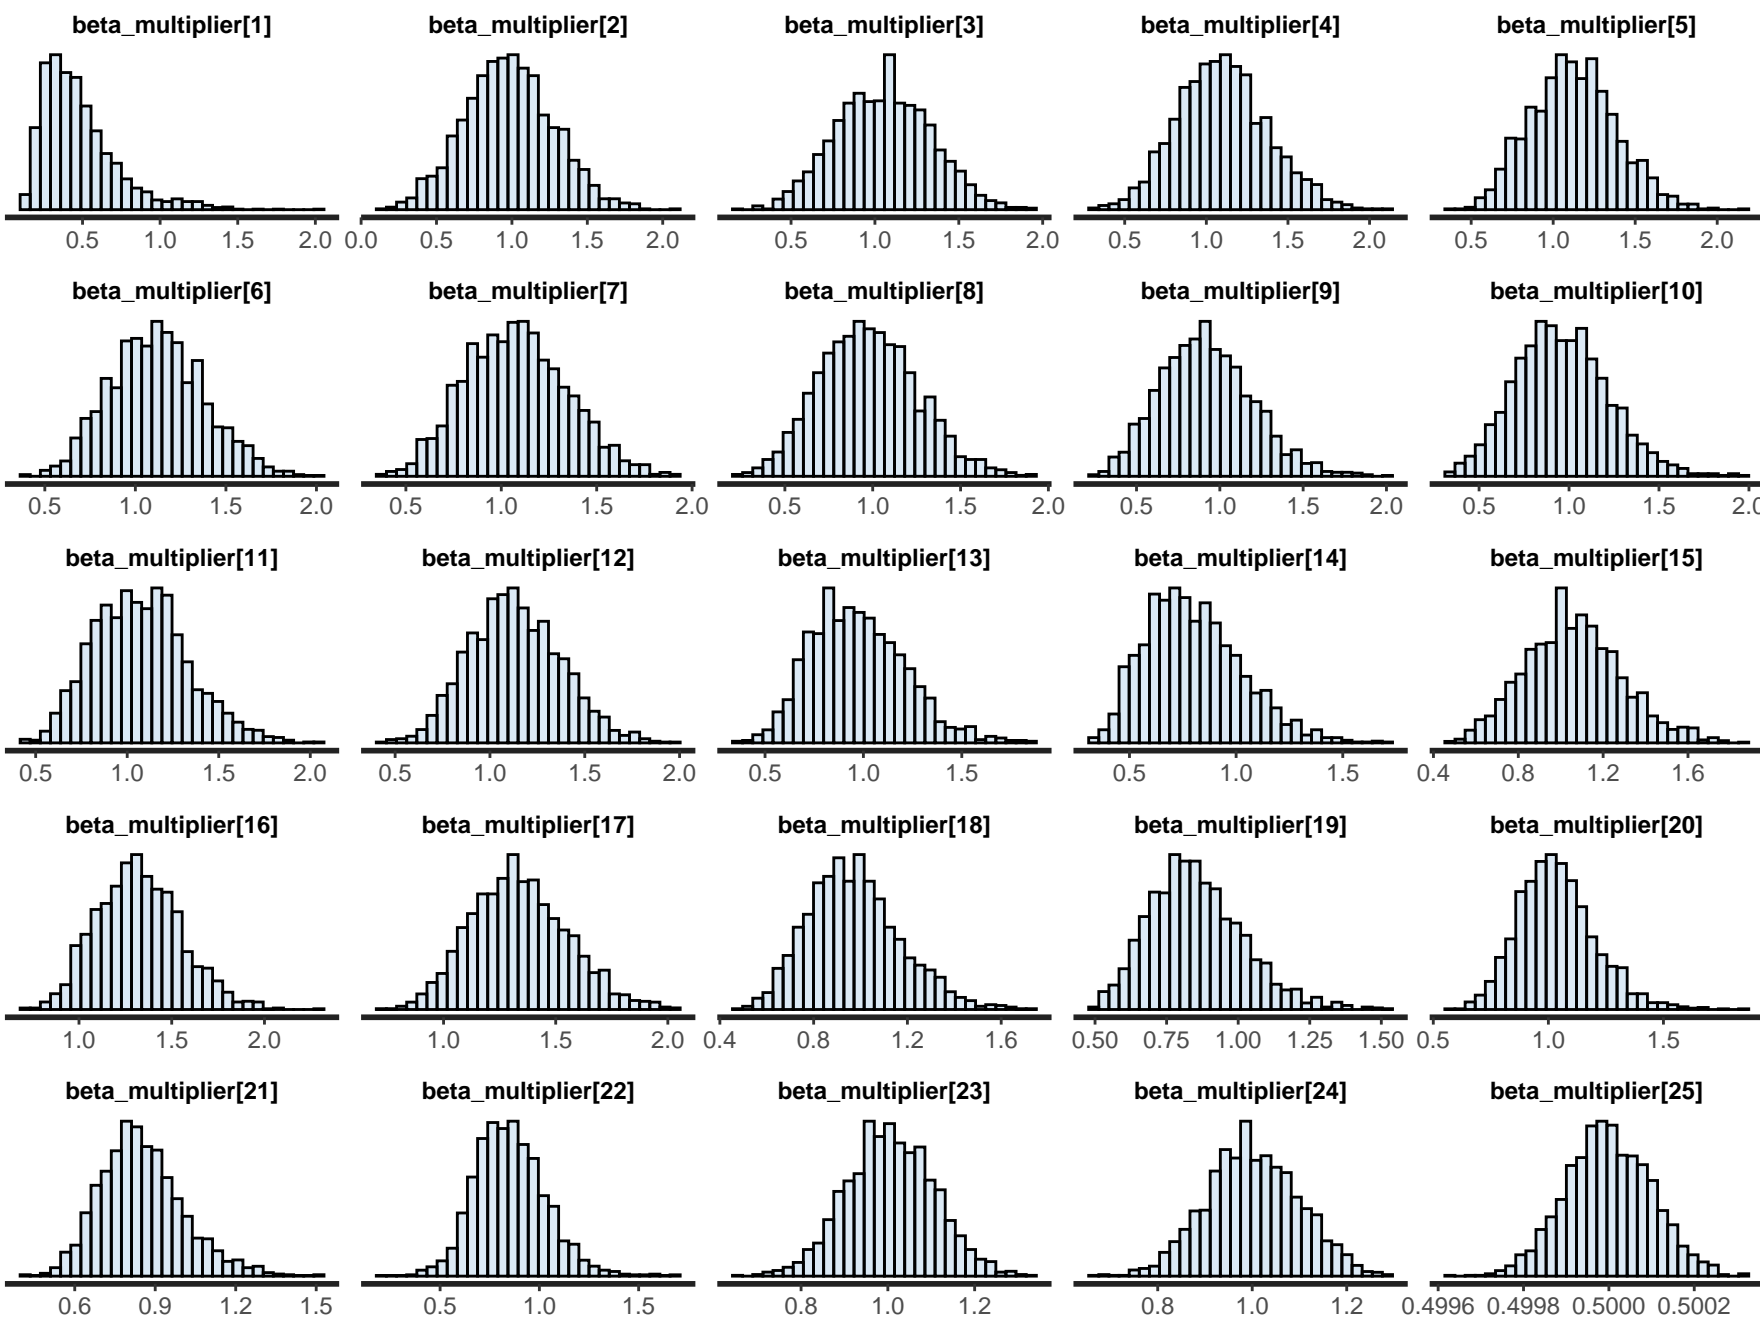 beta_multiplier[1] beta_multiplier[2] beta_multiplier[3] beta_multiplier[4] beta_multiplier[5]
0.5 1.0 1.5 2.0 0.0 0.5 1.0 1.5 2.0 0.5 1.0 1.5 2.0 0.5 1.0 1.5 2.0 0.5 1.0 1.5 2.0
beta_multiplier[6] beta_multiplier[7] beta_multiplier[8] beta_multiplier[9] beta_multiplier[10]
0.5 1.0 1.5 2.0 0.5 1.0 1.5 2.0 0.5 1.0 1.5 2.0 0.5 1.0 1.5 2.0 0.5 1.0 1.5 2.0
beta_multiplier[11] beta_multiplier[12] beta_multiplier[13] beta_multiplier[14] beta_multiplier[15]
0.5 1.0 1.5 2.0 0.5 1.0 1.5 2.0 0.5 1.0 1.5 0.5 1.0 1.5 0.4 0.8 1.2 1.6
beta_multiplier[16] beta_multiplier[17] beta_multiplier[18] beta_multiplier[19] beta_multiplier[20]
1.0 1.5 2.0 1.0 1.5 2.0 0.4 0.8 1.2 1.6 0.50 0.75 1.00 1.25 1.50 0.5 1.0 1.5
beta_multiplier[21] beta_multiplier[22] beta_multiplier[23] beta_multiplier[24] beta_multiplier[25]
0.6 0.9 1.2 1.5 0.5 1.0 1.5 0.8 1.0 1.2 0.8 1.0 1.2 0.4996 0.4998 0.5000 0.5002